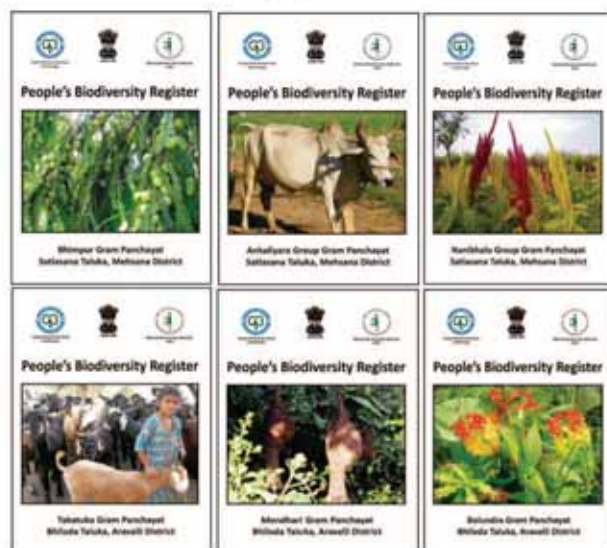 People's Biodiversity Register
Bhimpur Gram Panchayat
Satlasana Taluka, Mehsana District
People's Biodiversity Register
Ankaliyara Group Gram Panchayat
Satlasana Taluka, Mehsana District
People's Biodiversity Register
Nanibhalu Group Gram Panchayat
Satlasana Taluka, Mehsana District
People's Biodiversity Register
Takatuka Gram Panchayat
Bhiloda Taluka, Aravalli District
People's Biodiversity Register
Mandhari Gram Panchayat
Bhiloda Taluka, Aravalli District
People's Biodiversity Register
Bolundra Gram Panchayat
Bhiloda Taluka, Aravalli District